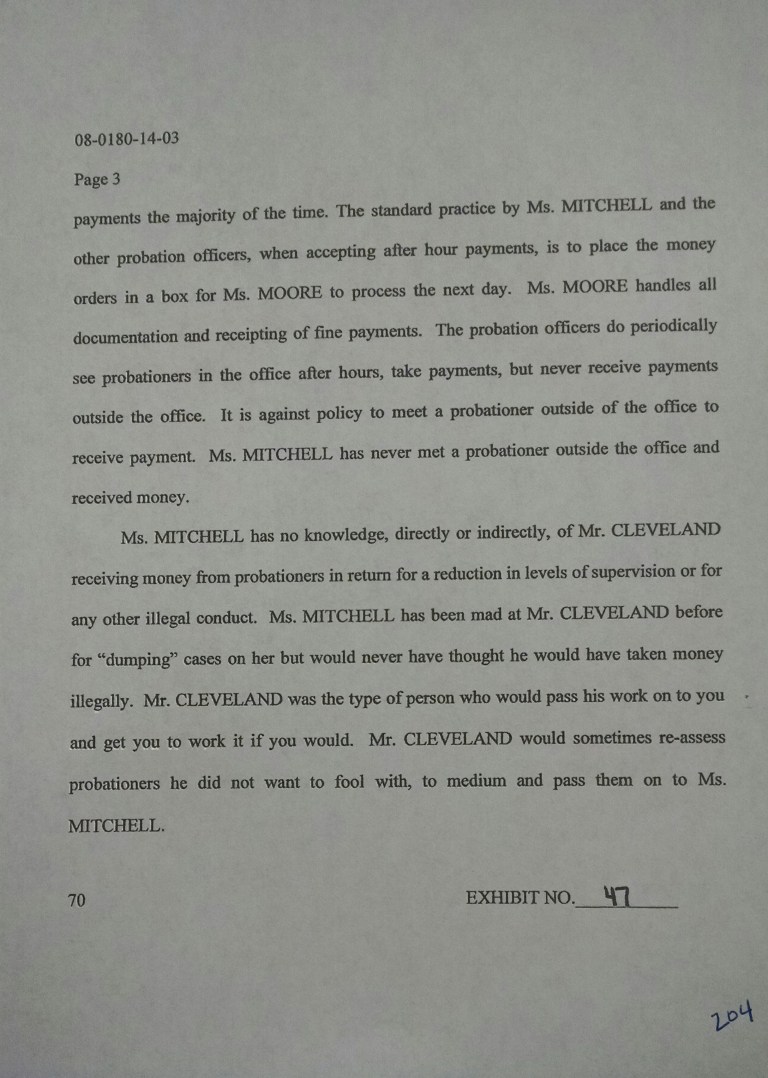 08-0180-14-03
Page 3
payments the majority of the time. The standard practice by Ms. MITCHELL and the
other probation officers, when accepting after hour payments, is to place the money
orders in a box for Ms. MOORE to process the next day. Ms. MOORE handles all
documentation and receipting of fine payments. The probation officers do periodically
see probationers in the office after hours, take payments, but never receive payments
outside the office. It is against policy to meet a probationer outside of the office to
receive payment. Ms. MITCHELL has never met a probationer outside the office and
received money.
Ms. MITCHELL has no knowledge, directly or indirectly, of Mr. CLEVELAND
receiving money from probationers in return for a reduction in levels of supervision or for
any other illegal conduct. Ms. MITCHELL has been mad at Mr. CLEVELAND before
for “dumping” cases on her but would never have thought he would have taken money
illegally. Mr. CLEVELAND was the type of person who would pass his work on to you
and get you to work it if you would. Mr. CLEVELAND would sometimes re-assess
probationers he did not want to fool with, to medium and pass them on to Ms.
MITCHELL.
70 EXHIBIT NO. 47
204